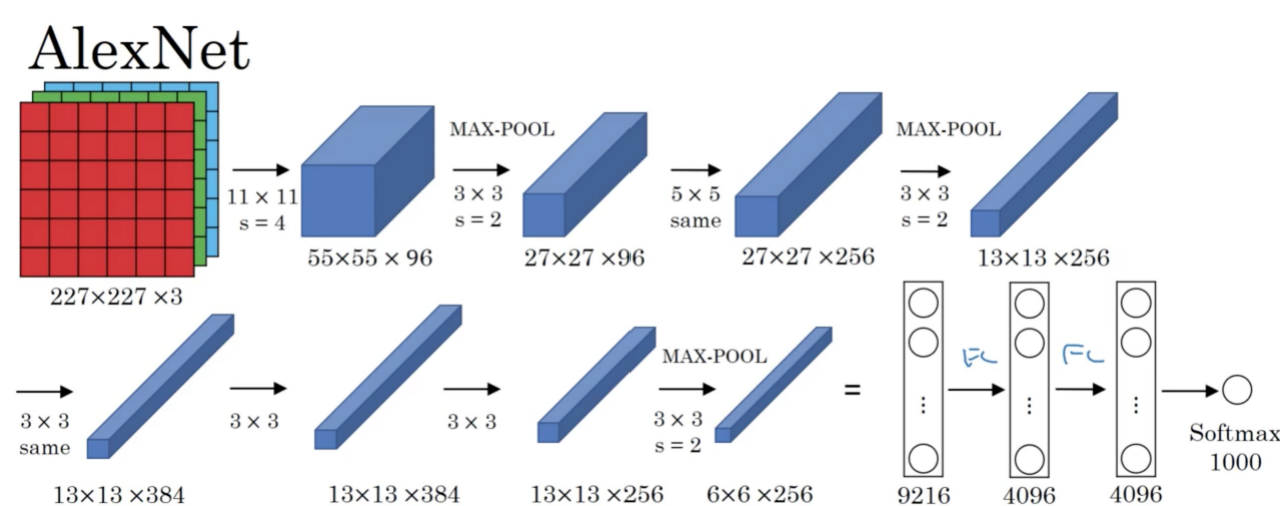 AlexNet
227×227 ×3
11 × 11
s = 4
55×55 × 96
MAX-POOL
3 × 3
s = 2
27×27 ×96
5 × 5
same
27×27 ×256
MAX-POOL
3 × 3
s = 2
13×13 ×256
3 × 3
same
13×13 ×384
3 × 3
13×13 ×384
3 × 3
13×13 ×256
MAX-POOL
3 × 3
s = 2
6×6 ×256
=
⋮
9216
FC
⋮
4096
FC
⋮
4096
Softmax
1000